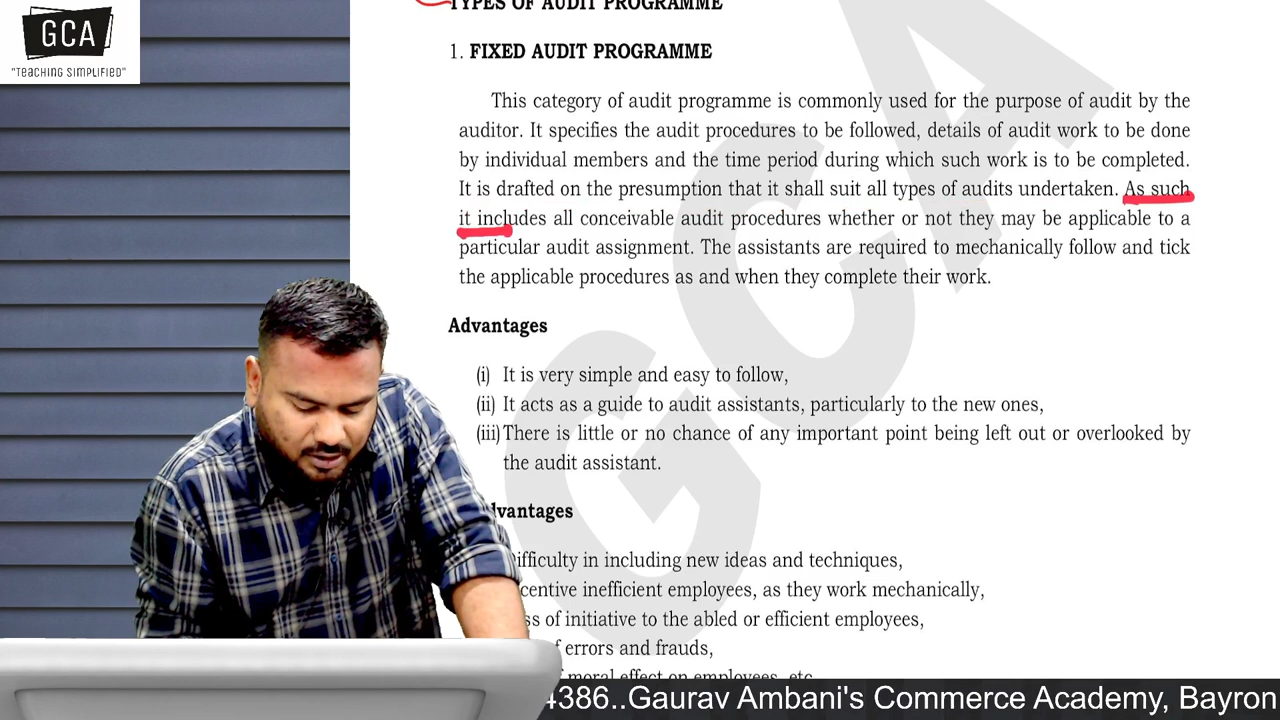 GCA
"TEACHING SIMPLIFIED"
TYPES OF AUDIT PROGRAMME
1. FIXED AUDIT PROGRAMME
This category of audit programme is commonly used for the purpose of audit by the
auditor. It specifies the audit procedures to be followed, details of audit work to be done
by individual members and the time period during which such work is to be completed.
It is drafted on the presumption that it shall suit all types of audits undertaken. As such
it includes all conceivable audit procedures whether or not they may be applicable to a
particular audit assignment. The assistants are required to mechanically follow and tick
the applicable procedures as and when they complete their work.
Advantages
(i) It is very simple and easy to follow,
(ii) It acts as a guide to audit assistants, particularly to the new ones,
(iii) There is little or no chance of any important point being left out or overlooked by
the audit assistant.
lvantages
ifficulty in including new ideas and techniques,
centive inefficient employees, as they work mechanically,
ss of initiative to the abled or efficient employees,
f errors and frauds,
f moral effect on employees, etc.
4386..Gaurav Ambani's Commerce Academy, Bayron
GCA